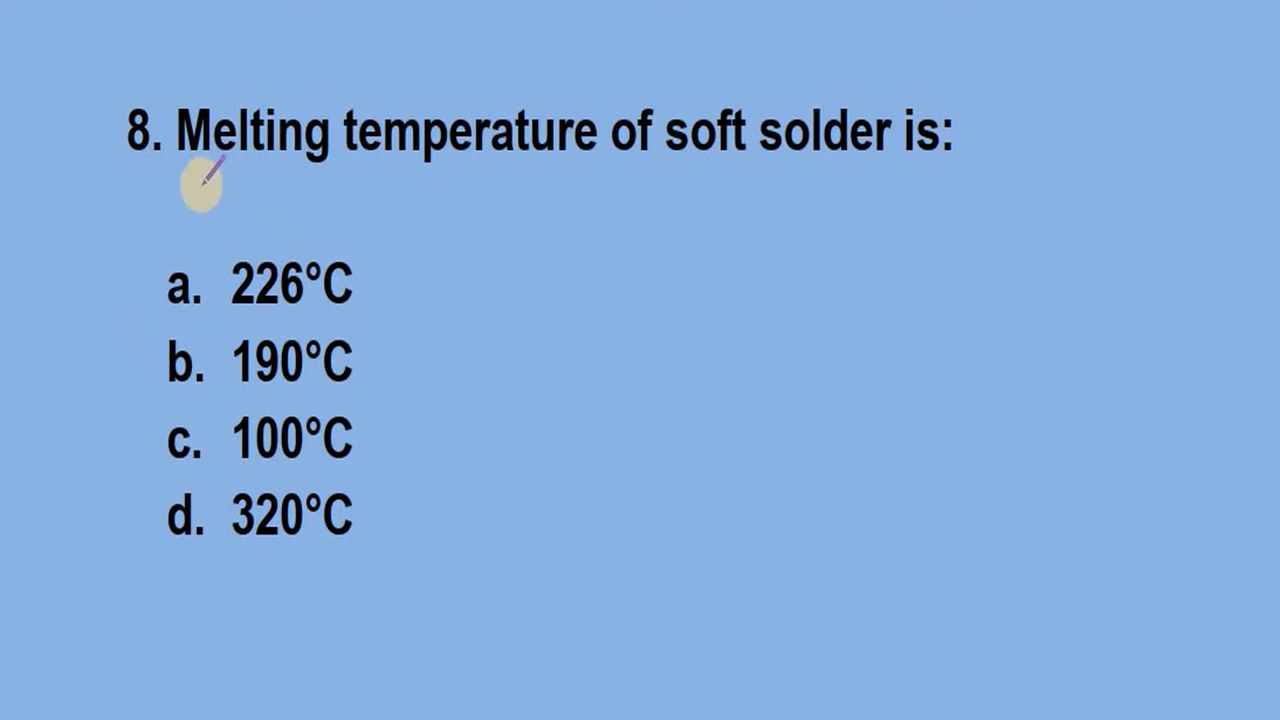 8. Melting temperature of soft solder is:
a. 226°C
b. 190°C
c. 100°C
d. 320°C